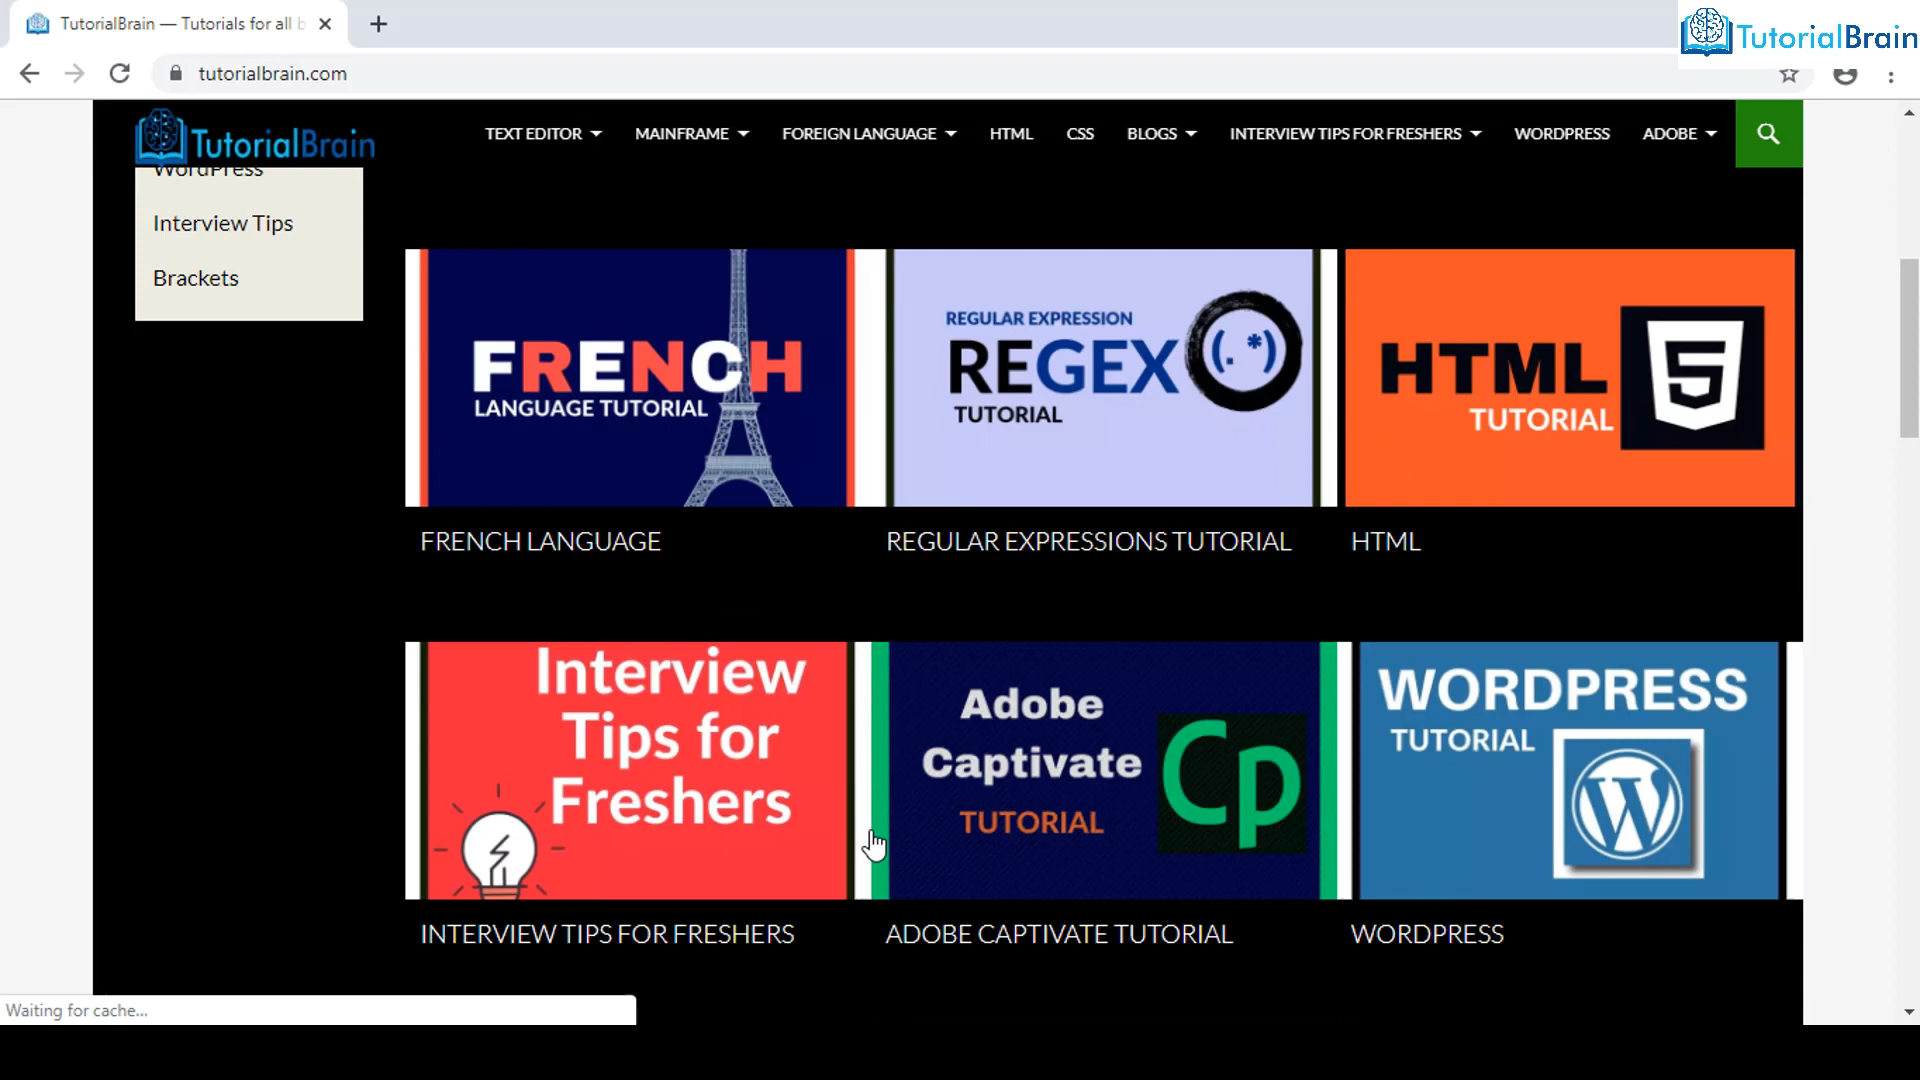 TutorialBrain — Tutorials for all b
TutorialBrain
tutorialbrain.com
TutorialBrain
TEXT EDITOR
MAINFRAME
FOREIGN LANGUAGE
HTML
CSS
BLOGS
INTERVIEW TIPS FOR FRESHERS
WORDPRESS
ADOBE
WordPress
Interview Tips
Brackets
FRENCH
LANGUAGE TUTORIAL
REGULAR EXPRESSION
REGEX
(.*)
TUTORIAL
HTML
TUTORIAL
5
FRENCH LANGUAGE
REGULAR EXPRESSIONS TUTORIAL
HTML
Interview
Tips for
Freshers
Adobe
Captivate
TUTORIAL
Cp
WORDPRESS
TUTORIAL
W
INTERVIEW TIPS FOR FRESHERS
ADOBE CAPTIVATE TUTORIAL
WORDPRESS
Waiting for cache...